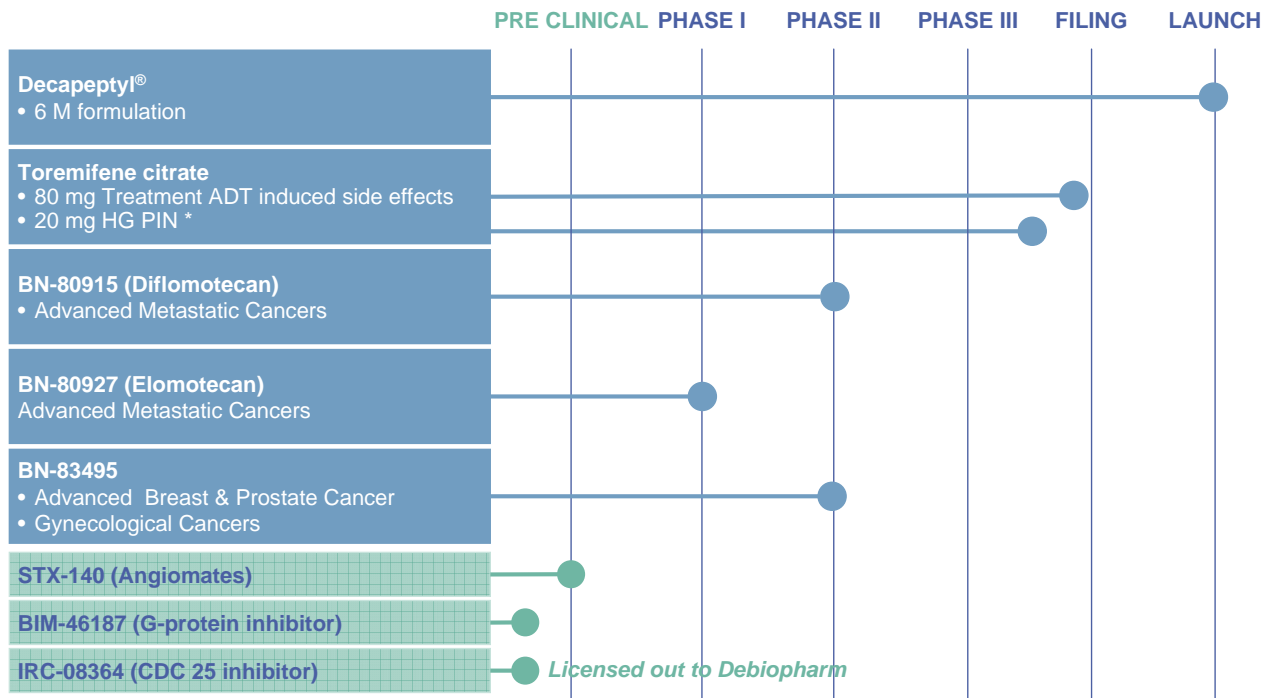 PRE CLINICAL PHASE I PHASE II PHASE III FILING LAUNCH
Decapeptyl®
• 6 M formulation
Toremifene citrate
• 80 mg Treatment ADT induced side effects
• 20 mg HG PIN *
BN-80915 (Diflomotecan)
• Advanced Metastatic Cancers
BN-80927 (Elomotecan)
Advanced Metastatic Cancers
BN-83495
• Advanced Breast & Prostate Cancer
• Gynecological Cancers
STX-140 (Angiomates)
BIM-46187 (G-protein inhibitor)
IRC-08364 (CDC 25 inhibitor) Licensed out to Debiopharm